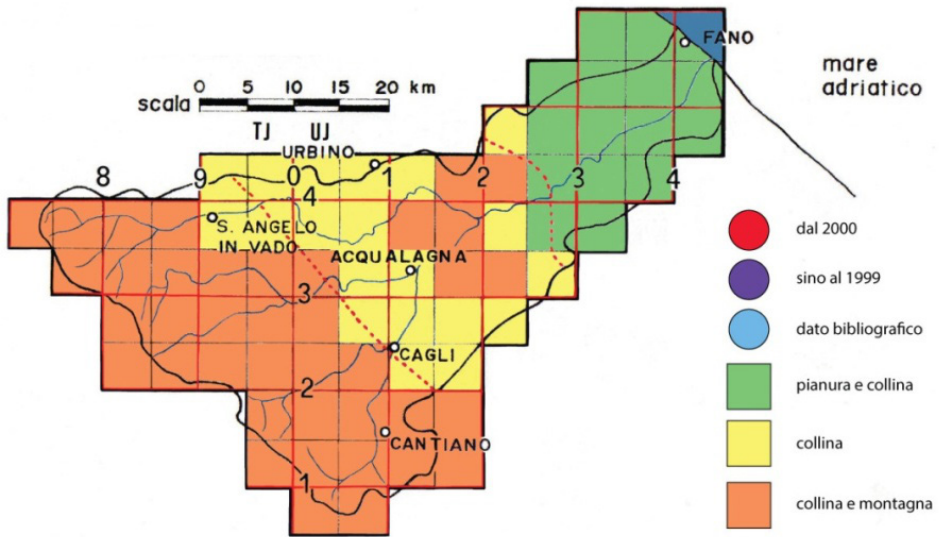 FANO
mare
adriatico
0 5 10 15 20 km
scala
TJ UJ
URBINO
8 9 0 1 2 3 4
4
S. ANGELO
IN VADO
ACQUALAGNA
3
CAGLI
2
CANTIANO
1
dal 2000
sino al 1999
dato bibliografico
pianura e collina
collina
collina e montagna